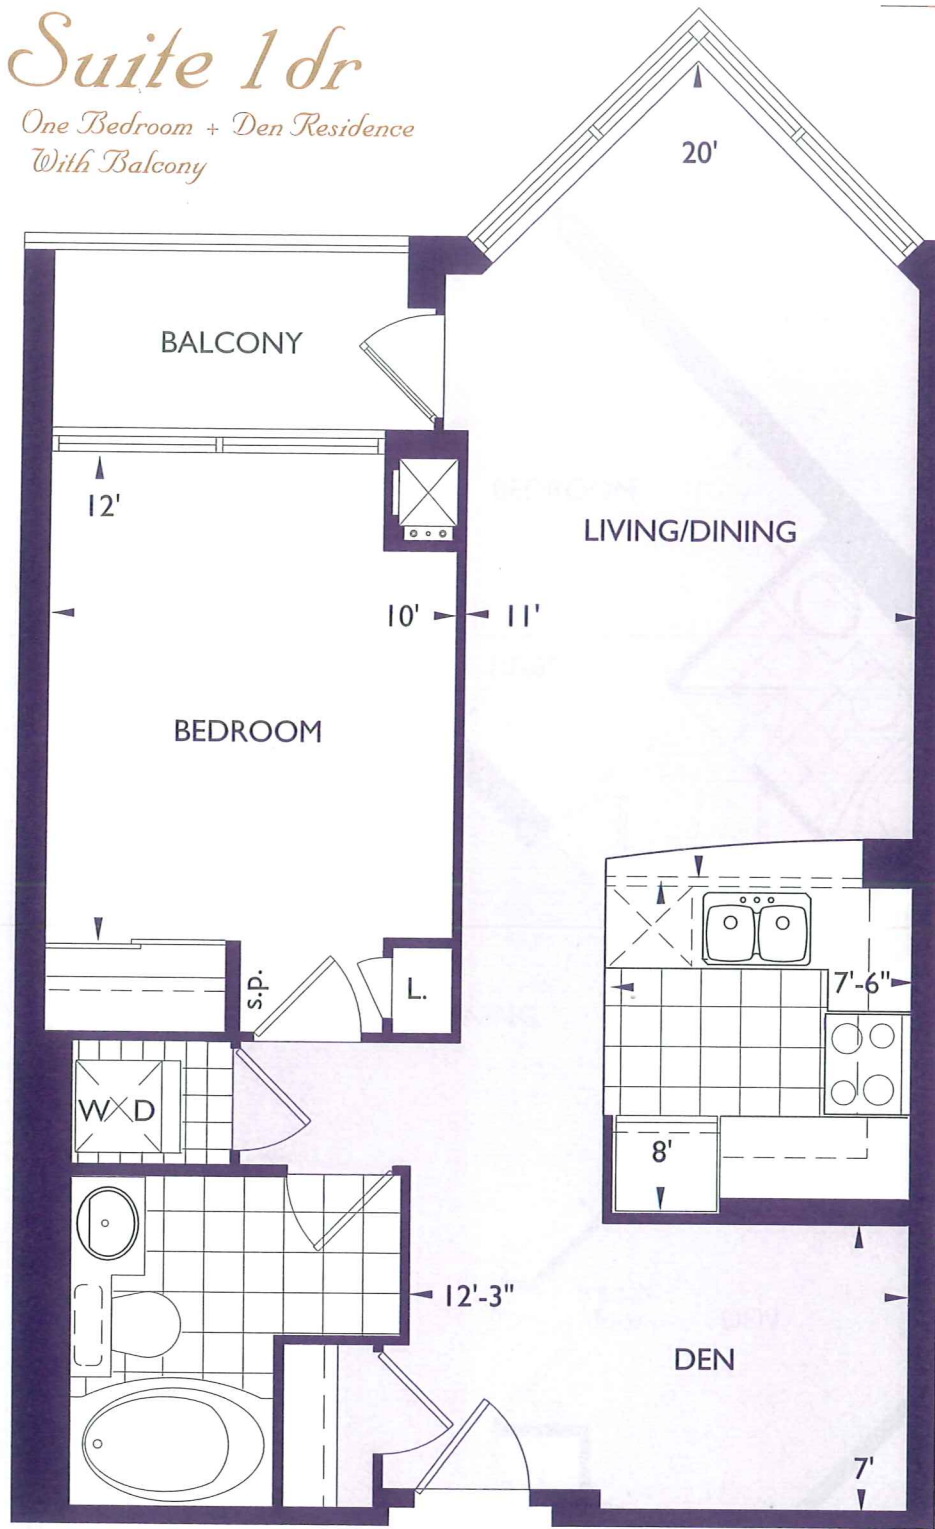 Suite 1dr
One Bedroom + Den Residence
With Balcony
20'
BALCONY
12'
LIVING/DINING
10'
11'
BEDROOM
s.p.
L.
7'-6"
W D
8'
12'-3"
DEN
7'